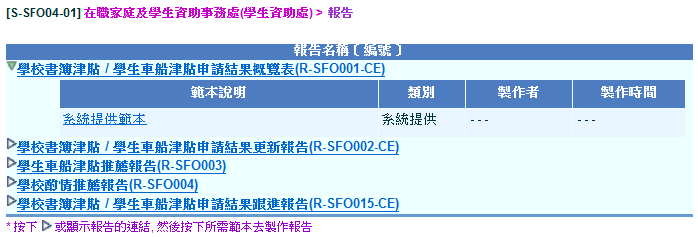 [S-SFO04-01] 在職家庭及學生資助事務處(學生資助處) > 報告
報告名稱〔編號〕
學校書簿津貼 / 學生車船津貼申請結果概覽表(R-SFO001-CE)
範本說明 類別 製作者 製作時間
系統提供範本 系統提供 --- ---
學校書簿津貼 / 學生車船津貼申請結果更新報告(R-SFO002-CE)
學生車船津貼推薦報告(R-SFO003)
學校酌情推薦報告(R-SFO004)
學校書簿津貼 / 學生車船津貼申請結果跟進報告(R-SFO015-CE)
* 按下 ▷ 或顯示報告的連結, 然後按下所需範本去製作報告